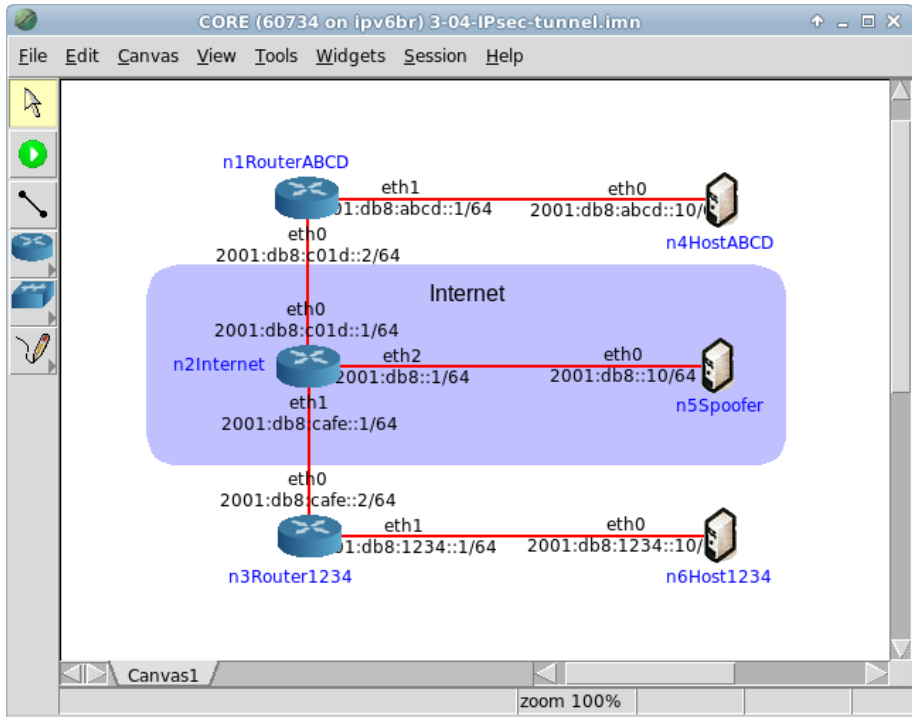 CORE (60734 on ipv6br) 3-04-IPsec-tunnel.imn
File Edit Canvas View Tools Widgets Session Help
n1RouterABCD
eth1
eth0
01:db8:abcd::1/64
2001:db8:abcd::10/
n4HostABCD
eth0
2001:db8:c01d::2/64
Internet
eth0
2001:db8:c01d::1/64
n2Internet
eth2
eth0
2001:db8::1/64
2001:db8::10/64
n5Spoofer
eth1
2001:db8:cafe::1/64
eth0
2001:db8:cafe::2/64
eth1
eth0
01:db8:1234::1/64
2001:db8:1234::10/
n3Router1234
n6Host1234
Canvas1
zoom 100%